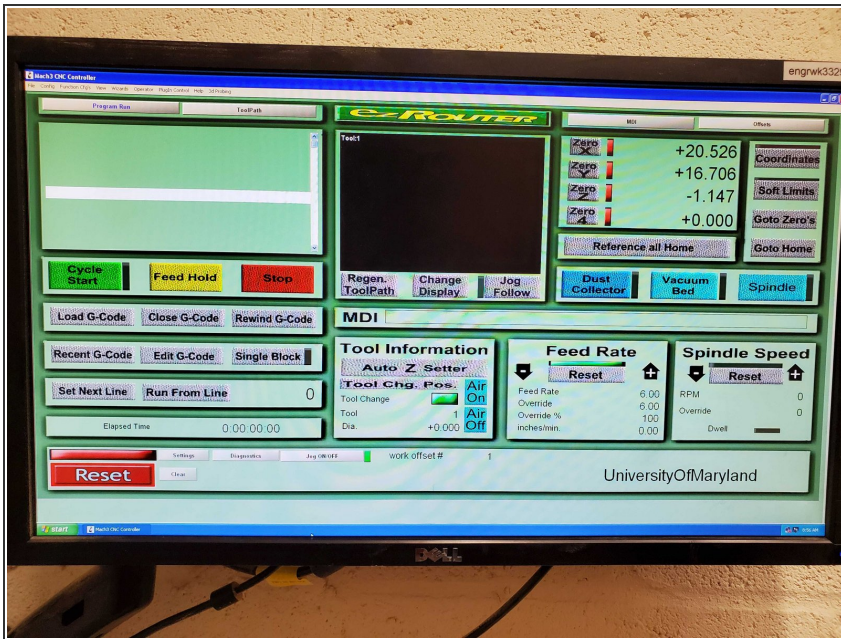 engrwk3329
Mach3 CNC Controller
File Config Function Cfg's View Wizards Operator PlugIn Control Help 3d Probing
Program Run
ToolPath
EZ ROUTER
MDI
Offsets
Tool:1
Zero X
+20.526
Zero Y
+16.706
Zero Z
-1.147
Zero 4
+0.000
Coordinates
Soft Limits
Goto Zero's
Goto Home
Reference all Home
Cycle Start
Feed Hold
Stop
Regen. ToolPath
Change Display
Jog Follow
Dust Collector
Vacuum Bed
Spindle
Load G-Code
Close G-Code
Rewind G-Code
MDI
Recent G-Code
Edit G-Code
Single Block
Set Next Line
Run From Line
0
Elapsed Time
0:00:00:00
Tool Information
Auto Z Setter
Tool Chg. Pos.
Air On
Tool Change
Tool 1
Air Off
Dia. +0.000
Feed Rate
Reset
Feed Rate 6.00
Override 6.00
Override % 100
inches/min. 0.00
Spindle Speed
Reset
RPM 0
Override 0
Dwell
Settings
Diagnostics
Jog ON/OFF
work offset # 1
Reset
Clear
UniversityOfMaryland
start
Mach3 CNC Controller
DELL